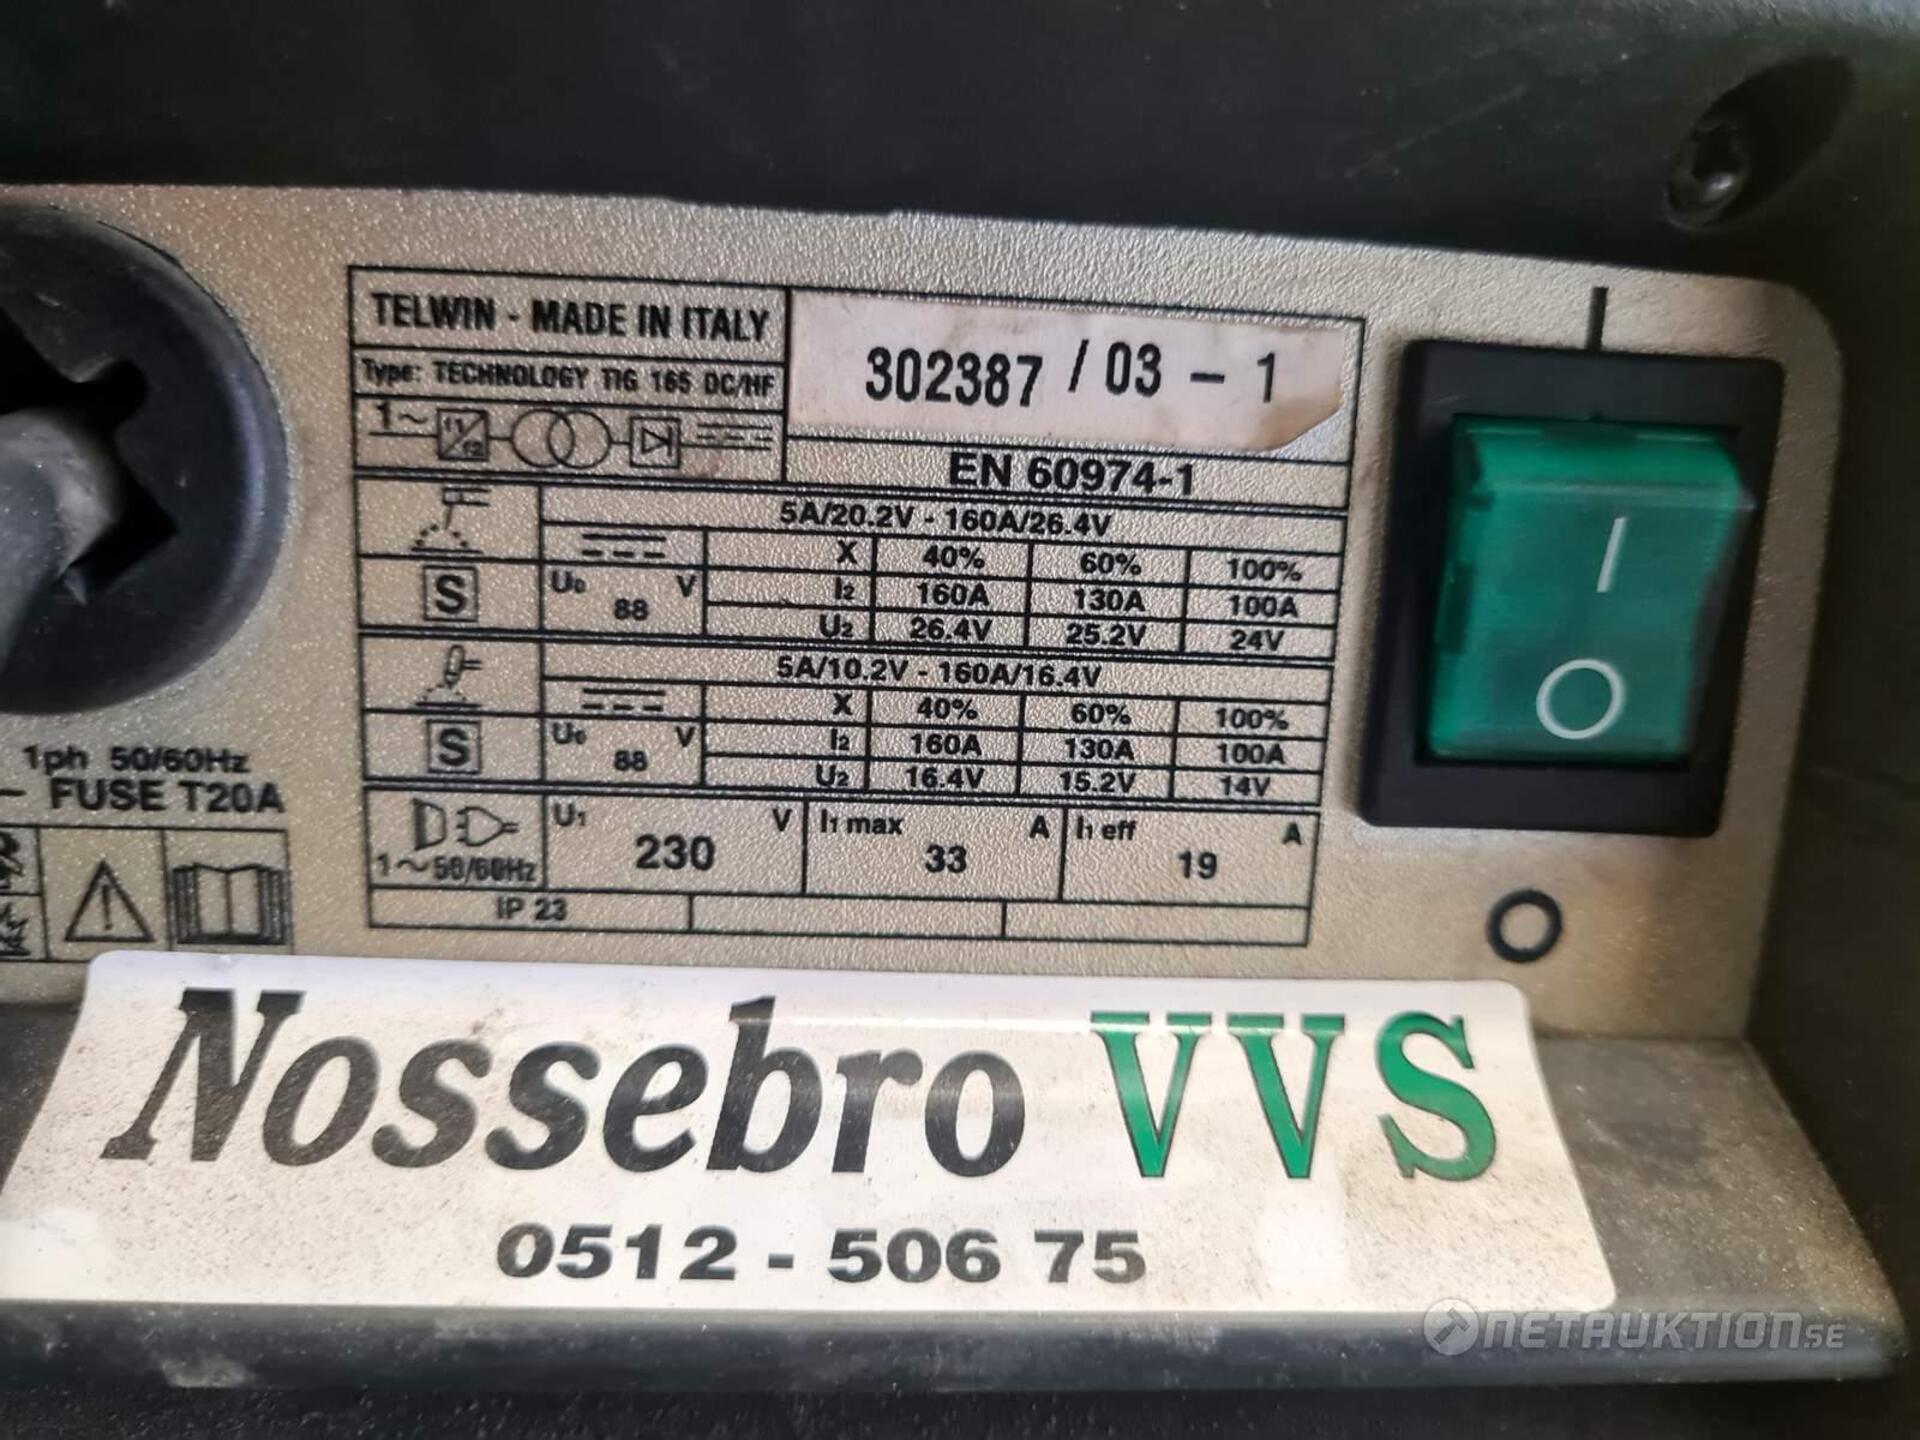 TELWIN - MADE IN ITALY
302387 / 03 - 1
Type: TECHNOLOGY TIG 165 DC/HF
1~ f1/f2
EN 60974-1
5A/20.2V - 160A/26.4V
X 40% 60% 100%
S U0 88 V I2 160A 130A 100A
U2 26.4V 25.2V 24V
5A/10.2V - 160A/16.4V
X 40% 60% 100%
S U0 88 V I2 160A 130A 100A
U2 16.4V 15.2V 14V
U1 230 V I1 max 33 A I1 eff 19 A
1~50/60Hz
IP 23
1ph 50/60Hz
~ FUSE T20A
I
O
Nossebro VVS
0512 - 506 75
NETAUKTION.SE